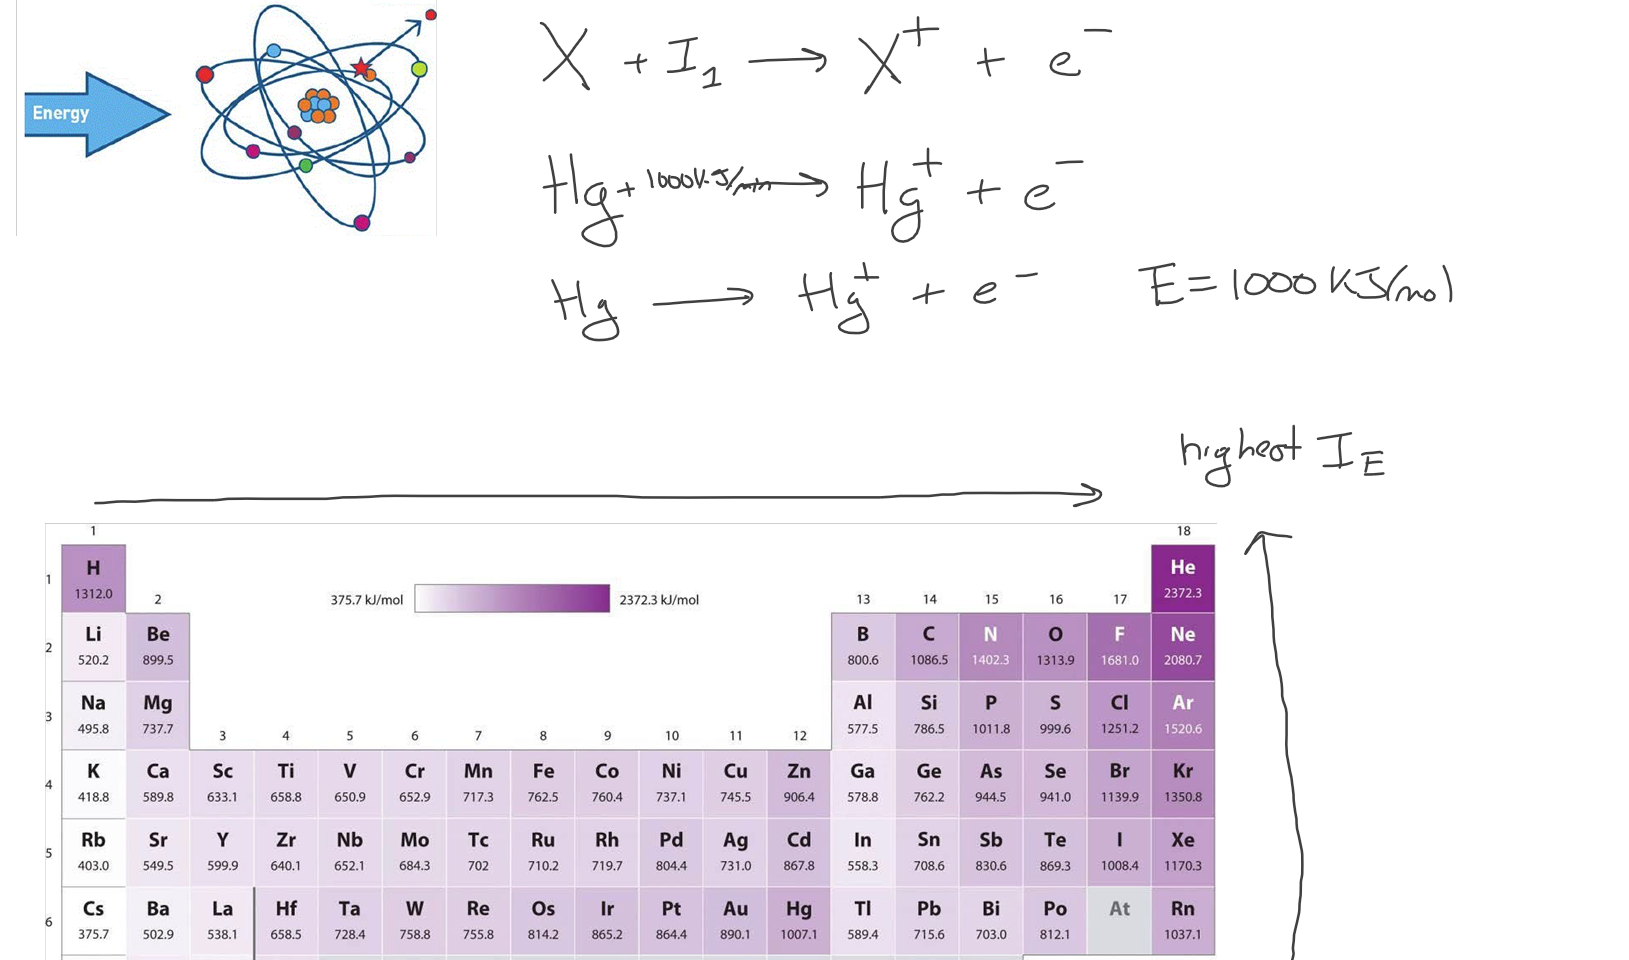 Energy
X + I₁ ⟶ X⁺ + e⁻
Hg + 1000KJ/min ⟶ Hg⁺ + e⁻
Hg ⟶ Hg⁺ + e⁻ E = 1000 KJ/mol
highest I_E
1 18
H He
1 1312.0 2372.3
2 375.7 kJ/mol 2372.3 kJ/mol 13 14 15 16 17
Li Be B C N O F Ne
2 520.2 899.5 800.6 1086.5 1402.3 1313.9 1681.0 2080.7
Na Mg Al Si P S Cl Ar
3 495.8 737.7 577.5 786.5 1011.8 999.6 1251.2 1520.6
3 4 5 6 7 8 9 10 11 12
K Ca Sc Ti V Cr Mn Fe Co Ni Cu Zn Ga Ge As Se Br Kr
4 418.8 589.8 633.1 658.8 650.9 652.9 717.3 762.5 760.4 737.1 745.5 906.4 578.8 762.2 944.5 941.0 1139.9 1350.8
Rb Sr Y Zr Nb Mo Tc Ru Rh Pd Ag Cd In Sn Sb Te I Xe
5 403.0 549.5 599.9 640.1 652.1 684.3 702 710.2 719.7 804.4 731.0 867.8 558.3 708.6 830.6 869.3 1008.4 1170.3
Cs Ba La Hf Ta W Re Os Ir Pt Au Hg Tl Pb Bi Po At Rn
6 375.7 502.9 538.1 658.5 728.4 758.8 755.8 814.2 865.2 864.4 890.1 1007.1 589.4 715.6 703.0 812.1 1037.1